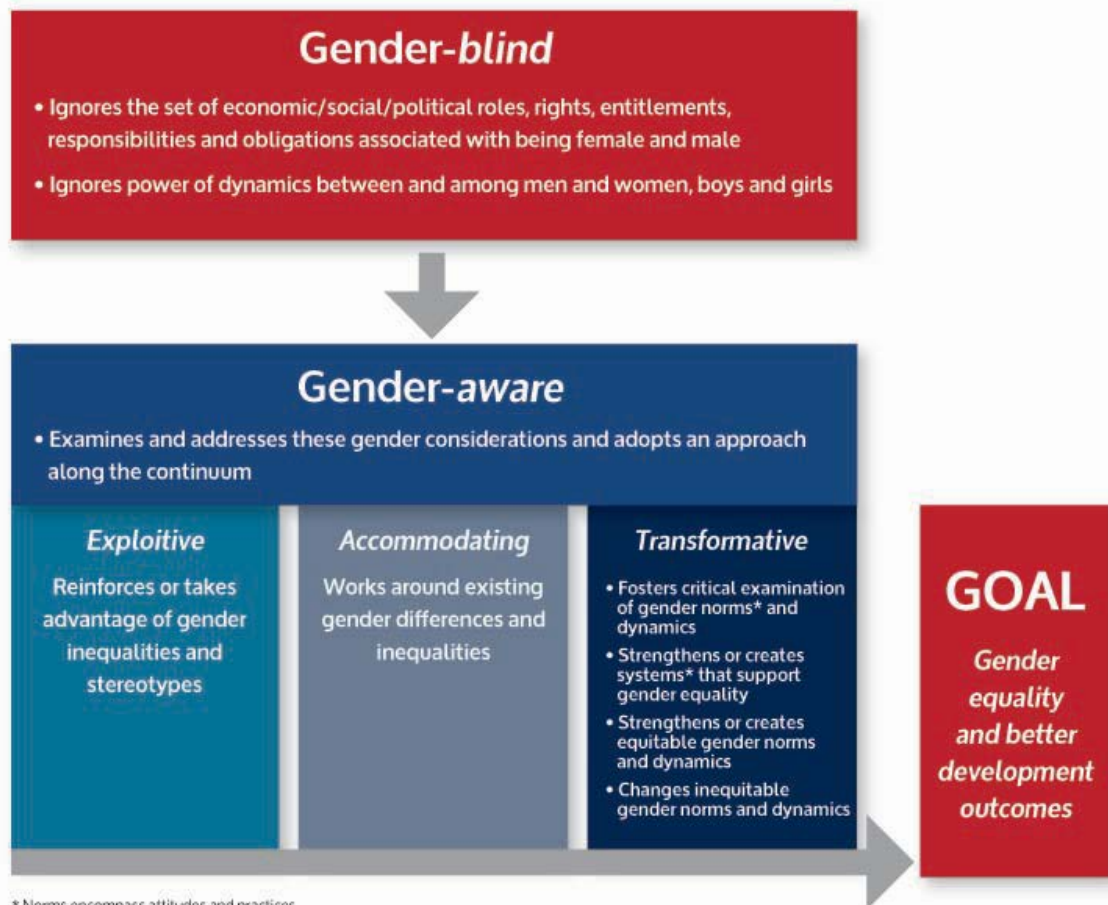 Gender-blind
• Ignores the set of economic/social/political roles, rights, entitlements,
responsibilities and obligations associated with being female and male
• Ignores power of dynamics between and among men and women, boys and girls
Gender-aware
• Examines and addresses these gender considerations and adopts an approach
along the continuum
Exploitive
Reinforces or takes
advantage of gender
inequalities and
stereotypes
Accommodating
Works around existing
gender differences and
inequalities
Transformative
• Fosters critical examination
of gender norms* and
dynamics
• Strengthens or creates
systems* that support
gender equality
• Strengthens or creates
equitable gender norms
and dynamics
• Changes inequitable
gender norms and dynamics
GOAL
Gender
equality
and better
development
outcomes
* Norms encompass attitudes and practices